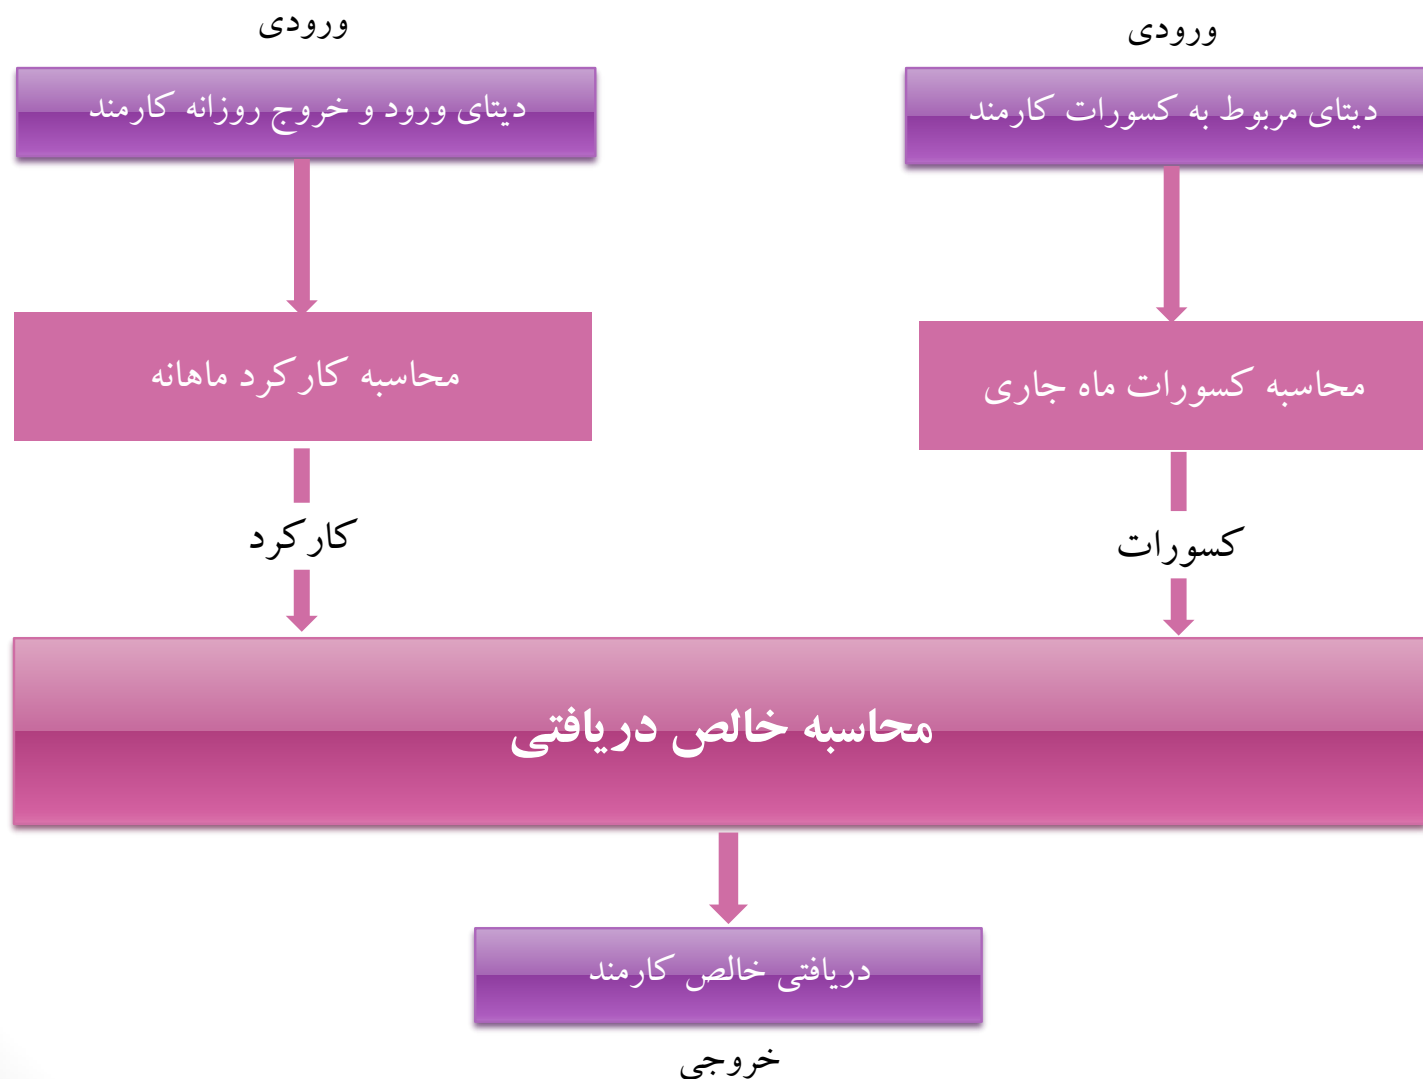 ورودی
ورودی
دیتای مربوط به کسورات کارمند
دیتای ورود و خروج روزانه کارمند
محاسبه کسورات ماه جاری
محاسبه کارکرد ماهانه
کسورات
کارکرد
محاسبه خالص دریافتی
دریافتی خالص کارمند
خروجی